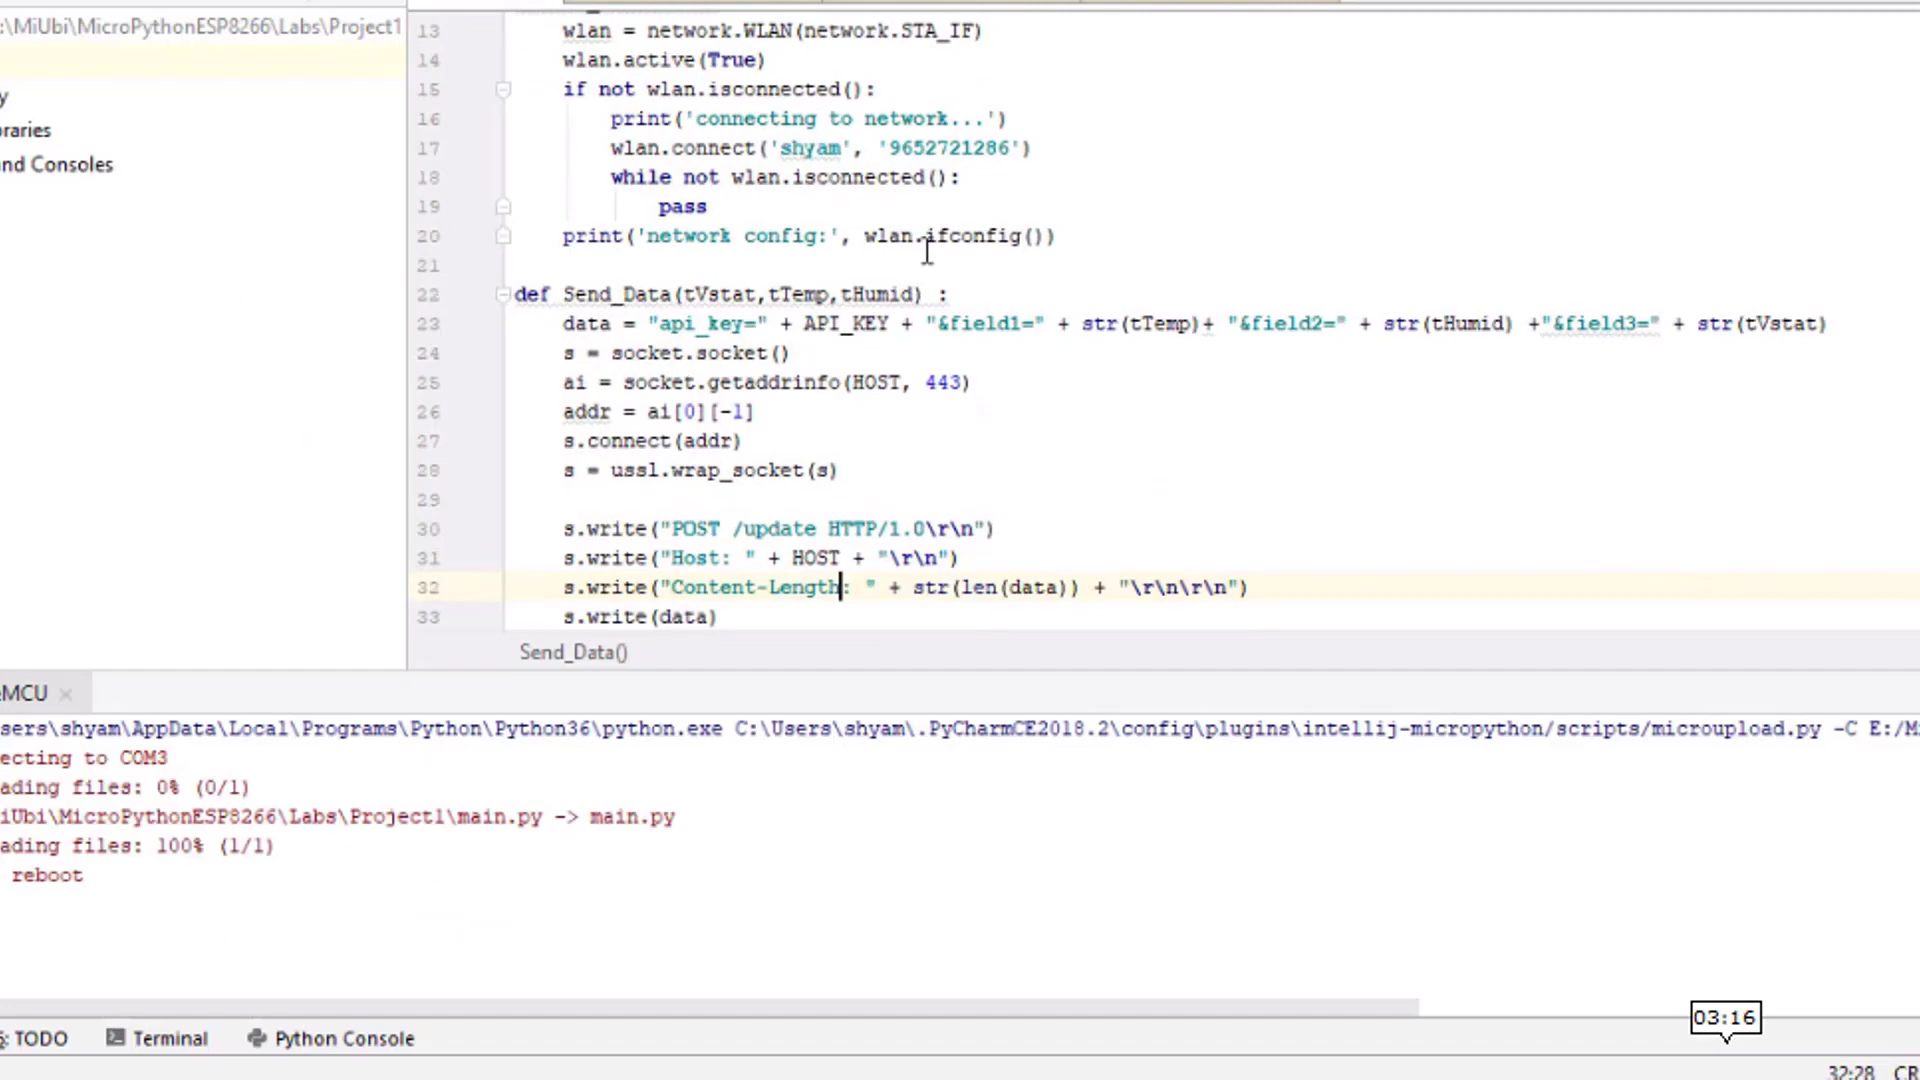 :\MiUbi\MicroPythonESP8266\Labs\Project1
y
raries
nd Consoles
13 wlan = network.WLAN(network.STA_IF)
14 wlan.active(True)
15 if not wlan.isconnected():
16 print('connecting to network...')
17 wlan.connect('shyam', '9652721286')
18 while not wlan.isconnected():
19 pass
20 print('network config:', wlan.ifconfig())
21
22 def Send_Data(tVstat,tTemp,tHumid) :
23 data = "api_key=" + API_KEY + "&field1=" + str(tTemp)+ "&field2=" + str(tHumid) +"&field3=" + str(tVstat)
24 s = socket.socket()
25 ai = socket.getaddrinfo(HOST, 443)
26 addr = ai[0][-1]
27 s.connect(addr)
28 s = ussl.wrap_socket(s)
29
30 s.write("POST /update HTTP/1.0\r\n")
31 s.write("Host: " + HOST + "\r\n")
32 s.write("Content-Length: " + str(len(data)) + "\r\n\r\n")
33 s.write(data)
Send_Data()
MCU
sers\shyam\AppData\Local\Programs\Python\Python36\python.exe C:\Users\shyam\.PyCharmCE2018.2\config\plugins\intellij-micropython/scripts/microupload.py -C E:/M
ecting to COM3
ading files: 0% (0/1)
iUbi\MicroPythonESP8266\Labs\Project1\main.py -> main.py
ading files: 100% (1/1)
reboot
03:16
: TODO Terminal Python Console
32:28 CR